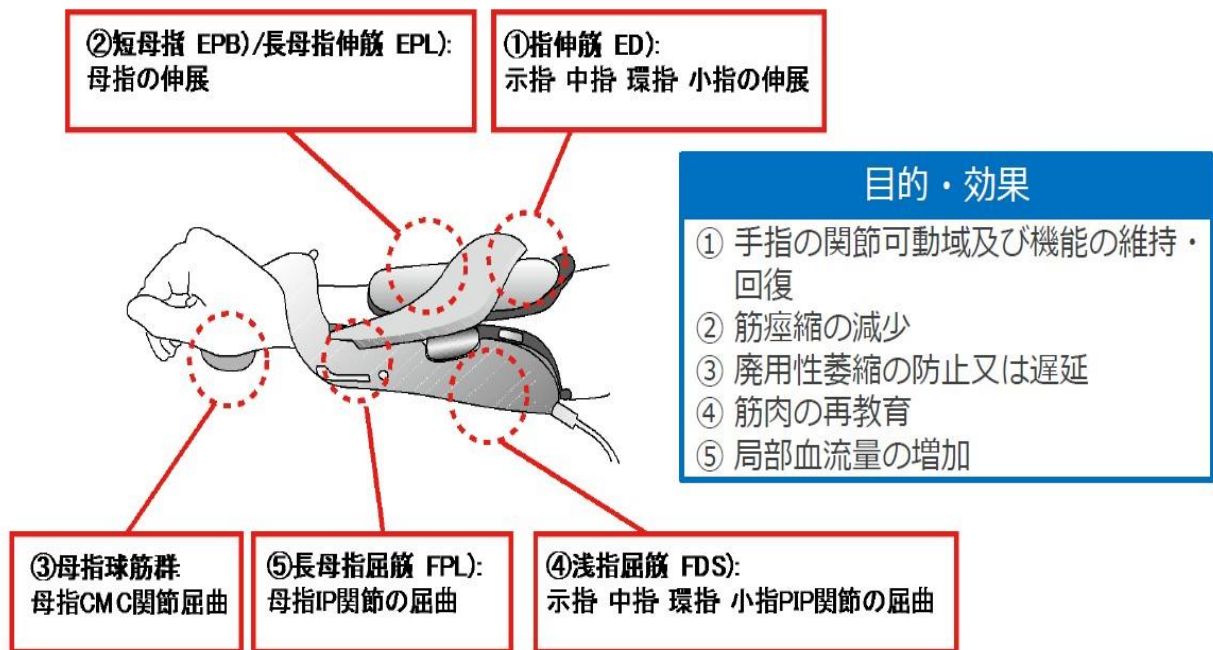 ②短母指 EPB)/長母指伸筋 EPL):
母指の伸展
①指伸筋 ED):
示指 中指 環指 小指の伸展
目的・効果
① 手指の関節可動域及び機能の維持・
回復
② 筋痙縮の減少
③ 廃用性萎縮の防止又は遅延
④ 筋肉の再教育
⑤ 局部血流量の増加
③母指球筋群
母指CMC関節屈曲
⑤長母指屈筋 FPL):
母指IP関節の屈曲
④浅指屈筋 FDS):
示指 中指 環指 小指PIP関節の屈曲